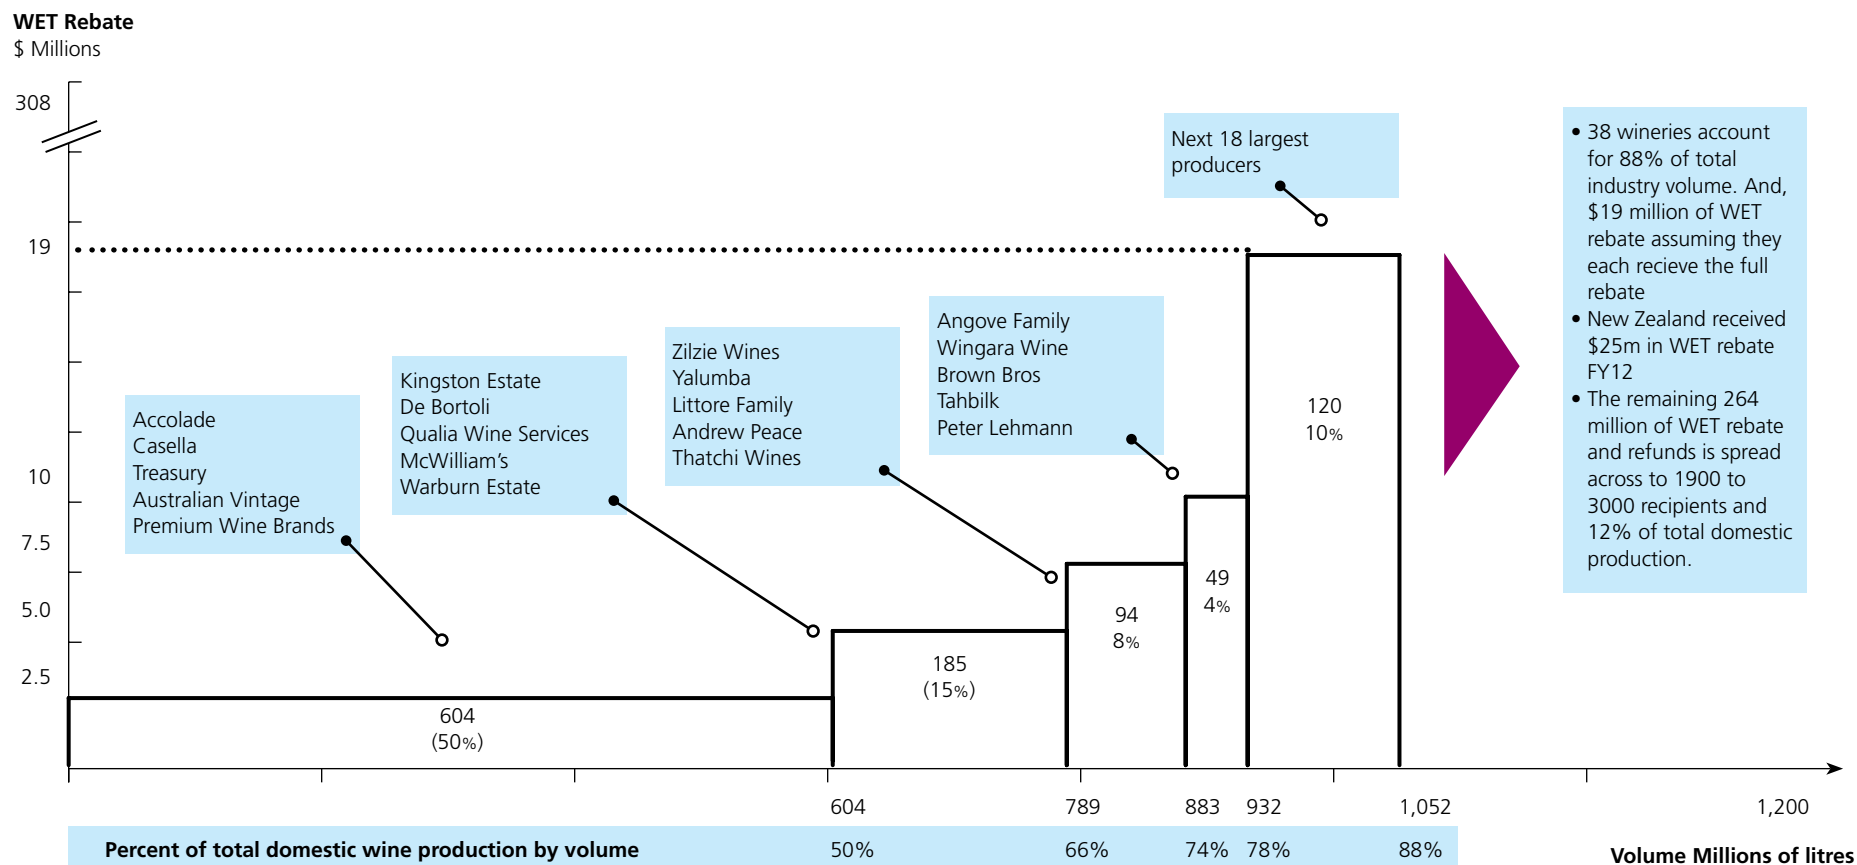 WET Rebate
$ Millions
308
19
10
7.5
5.0
2.5
Accolade
Casella
Treasury
Australian Vintage
Premium Wine Brands
Kingston Estate
De Bortoli
Qualia Wine Services
McWilliam's
Warburn Estate
Zilzie Wines
Yalumba
Littore Family
Andrew Peace
Thatchi Wines
Angove Family
Wingara Wine
Brown Bros
Tahbilk
Peter Lehmann
Next 18 largest
producers
604
(50%)
185
(15%)
94
8%
49
4%
120
10%
• 38 wineries account
for 88% of total
industry volume. And,
$19 million of WET
rebate assuming they
each recieve the full
rebate
• New Zealand received
$25m in WET rebate
FY12
• The remaining 264
million of WET rebate
and refunds is spread
across to 1900 to
3000 recipients and
12% of total domestic
production.
604 789 883 932 1,052 1,200
Percent of total domestic wine production by volume 50% 66% 74% 78% 88%
Volume Millions of litres